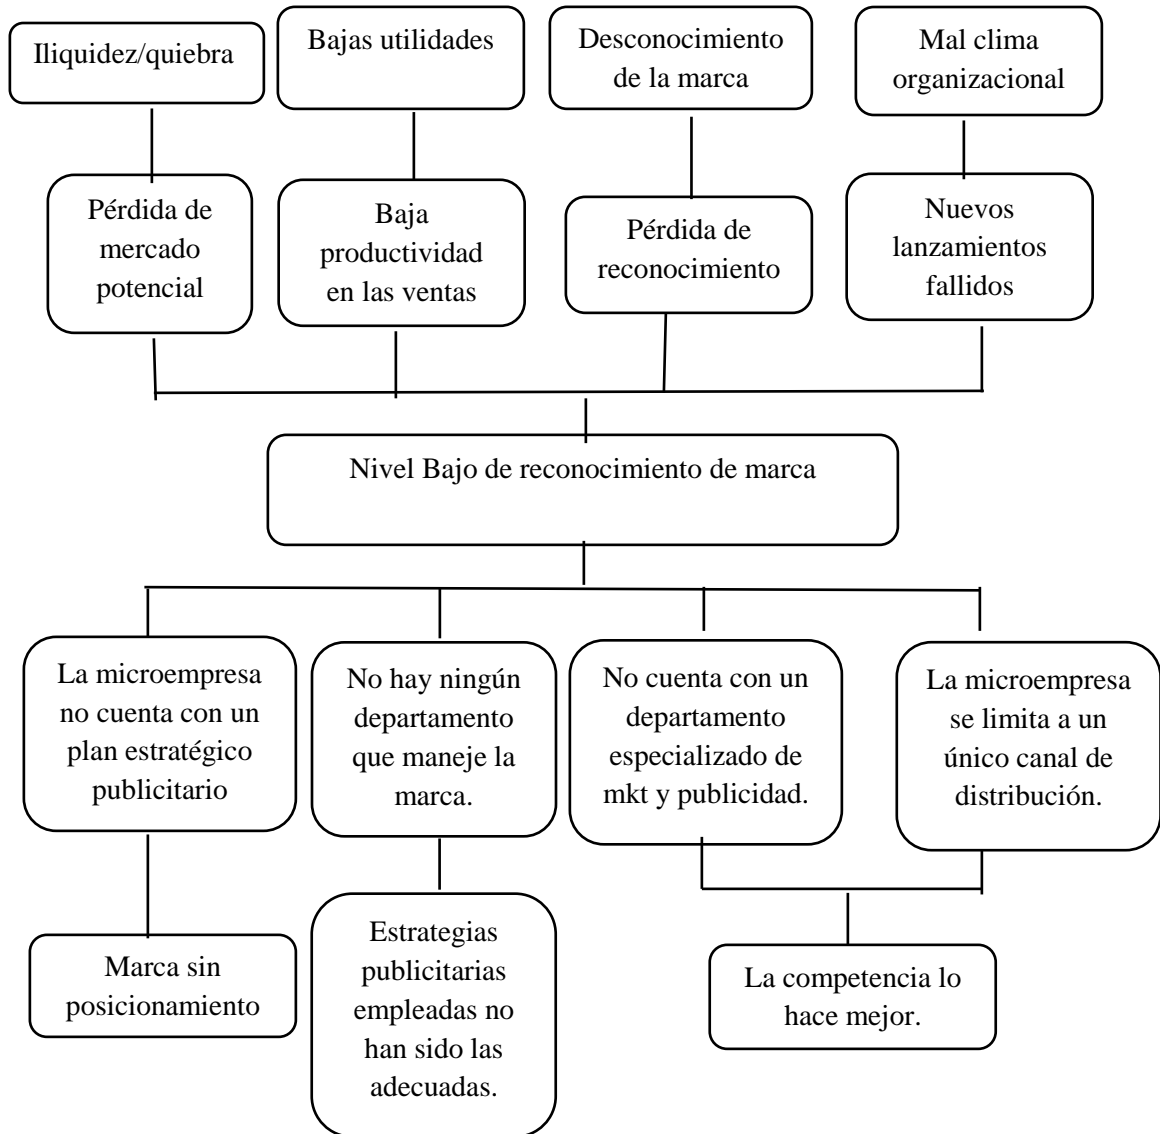 Iliquidez/quiebra
Bajas utilidades
Desconocimiento
de la marca
Mal clima
organizacional
Pérdida de
mercado
potencial
Baja
productividad
en las ventas
Pérdida de
reconocimiento
Nuevos
lanzamientos
fallidos
Nivel Bajo de reconocimiento de marca
La microempresa
no cuenta con un
plan estratégico
publicitario
No hay ningún
departamento
que maneje la
marca.
No cuenta con un
departamento
especializado de
mkt y publicidad.
La microempresa
se limita a un
único canal de
distribución.
Marca sin
posicionamiento
Estrategias
publicitarias
empleadas no
han sido las
adecuadas.
La competencia lo
hace mejor.